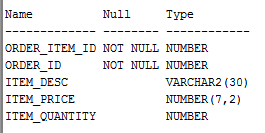 Name Null Type
------------- -------- ------------
ORDER_ITEM_ID NOT NULL NUMBER
ORDER_ID NOT NULL NUMBER
ITEM_DESC VARCHAR2(30)
ITEM_PRICE NUMBER(7,2)
ITEM_QUANTITY NUMBER